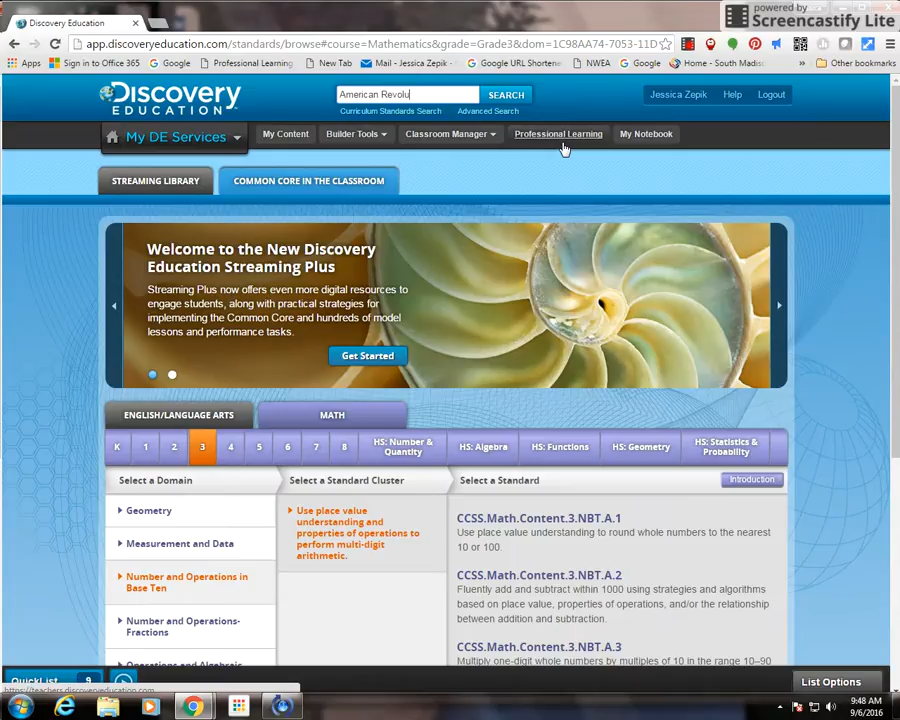 powered by
Screencastify Lite
Discovery Education
app.discoveryeducation.com/standards/browse#course=Mathematics&grade=Grade3&dom=1C98AA74-7053-11D
Apps
Sign in to Office 365
Google
Professional Learning
New Tab
Mail - Jessica Zepik -
Google URL Shortene
NWEA
Google
Home - South Madis
Other bookmarks
Discovery
EDUCATION
American Revolu
SEARCH
Curriculum Standards Search
Advanced Search
Jessica Zepik
Help
Logout
My DE Services
My Content
Builder Tools
Classroom Manager
Professional Learning
My Notebook
STREAMING LIBRARY
COMMON CORE IN THE CLASSROOM
Welcome to the New Discovery
Education Streaming Plus
Streaming Plus now offers even more digital resources to
engage students, along with practical strategies for
implementing the Common Core and hundreds of model
lessons and performance tasks.
Get Started
ENGLISH/LANGUAGE ARTS
MATH
K
1
2
3
4
5
6
7
8
HS: Number &
Quantity
HS: Algebra
HS: Functions
HS: Geometry
HS: Statistics &
Probability
Select a Domain
Select a Standard Cluster
Select a Standard
Introduction
Geometry
Measurement and Data
Number and Operations in
Base Ten
Number and Operations-
Fractions
Operations and Algebraic
Use place value
understanding and
properties of operations to
perform multi-digit
arithmetic.
CCSS.Math.Content.3.NBT.A.1
Use place value understanding to round whole numbers to the nearest
10 or 100.
CCSS.Math.Content.3.NBT.A.2
Fluently add and subtract within 1000 using strategies and algorithms
based on place value, properties of operations, and/or the relationship
between addition and subtraction.
CCSS.Math.Content.3.NBT.A.3
Multiply one-digit whole numbers by multiples of 10 in the range 10–90
QuickList
9
List Options
https://teachers.discoveryeducation.com
9:48 AM
9/6/2016